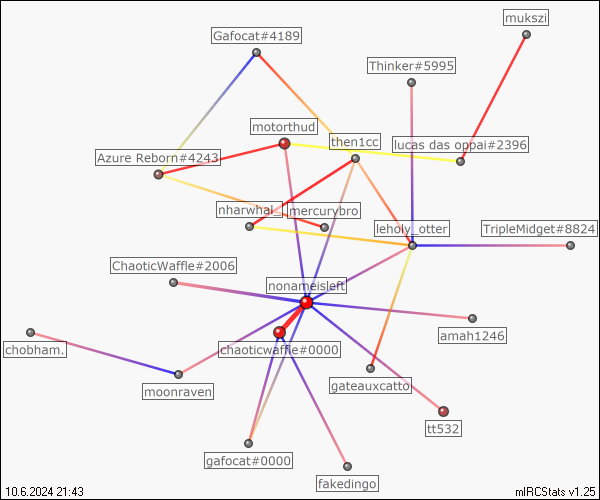 mukszi
Gafocat#4189
Thinker#5995
motorthud
then1cc
lucas das oppai#2396
Azure Reborn#4243
nharwhal_
mercurybro
leholy_otter
TripleMidget#8824
ChaoticWaffle#2006
nonameisleft
amah1246
chobham.
chaoticwaffle#0000
moonraven
gateauxcatto
tt532
gafocat#0000
fakedingo
10.6.2024 21:43
mIRCStats v1.25